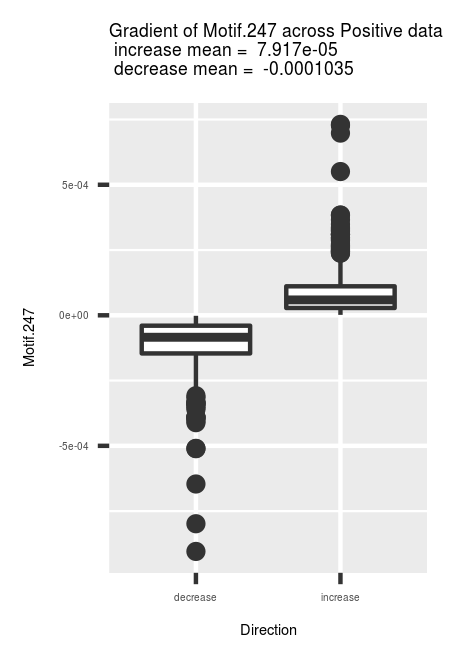 Gradient of Motif.247 across Positive data
increase mean = 7.917e-05
decrease mean = -0.0001035
5e-04
0e+00
-5e-04
Motif.247
decrease
increase
Direction